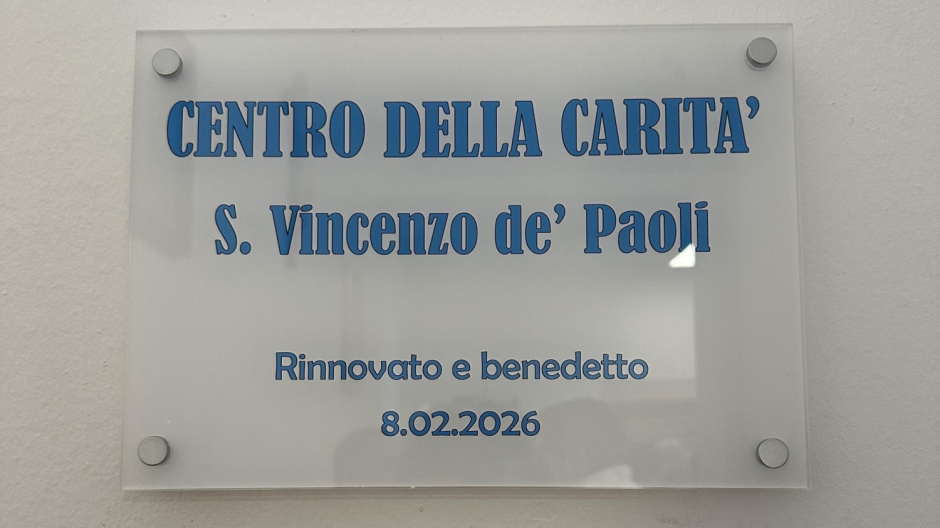 CENTRO DELLA CARITA'
S. Vincenzo de' Paoli
Rinnovato e benedetto
8.02.2026